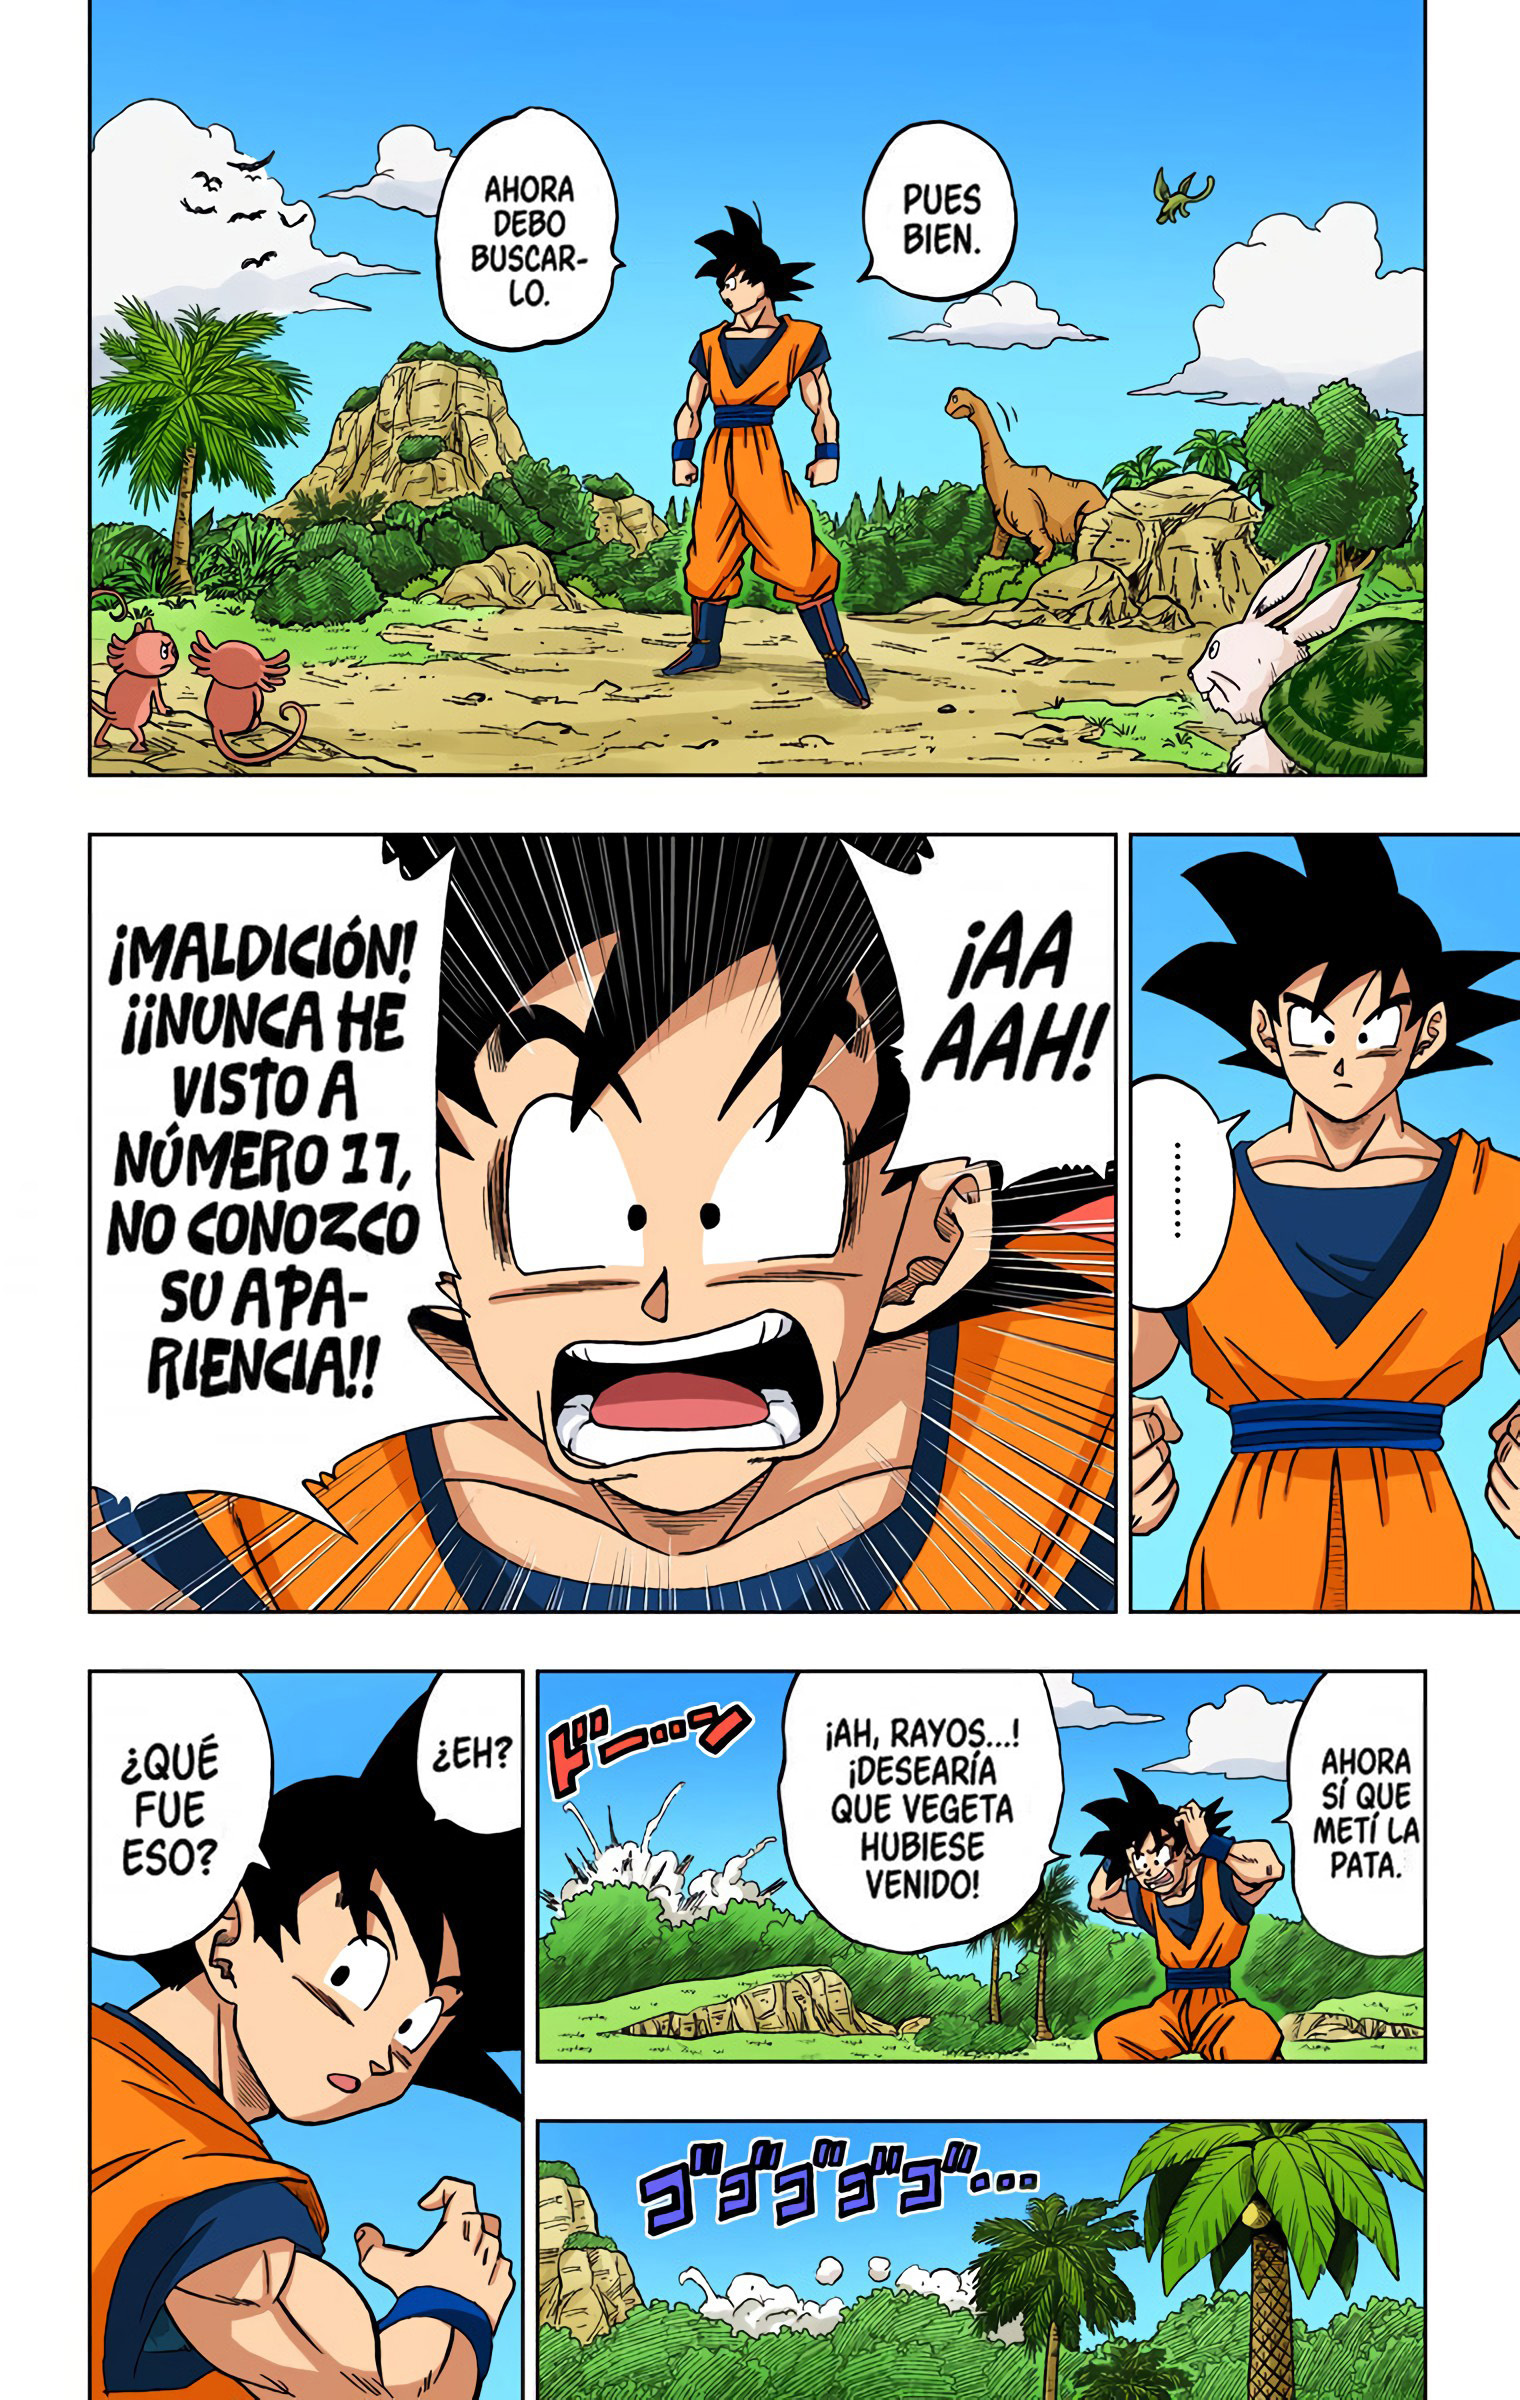 PUES
BIEN.
AHORA
DEBO
BUSCAR-
LO.
........
¡AA
AAH!
¡MALDICIÓN!
¡¡NUNCA HE
VISTO A
NÚMERO 17,
NO CONOZCO
SU APA-
RIENCIA!!
AHORA
SÍ QUE
METÍ LA
PATA.
¡AH, RAYOS...!
¡DESEARÍA
QUE VEGETA
HUBIESE
VENIDO!
ドーーン
¿EH?
¿QUÉ
FUE
ESO?
ゴゴゴゴゴ...